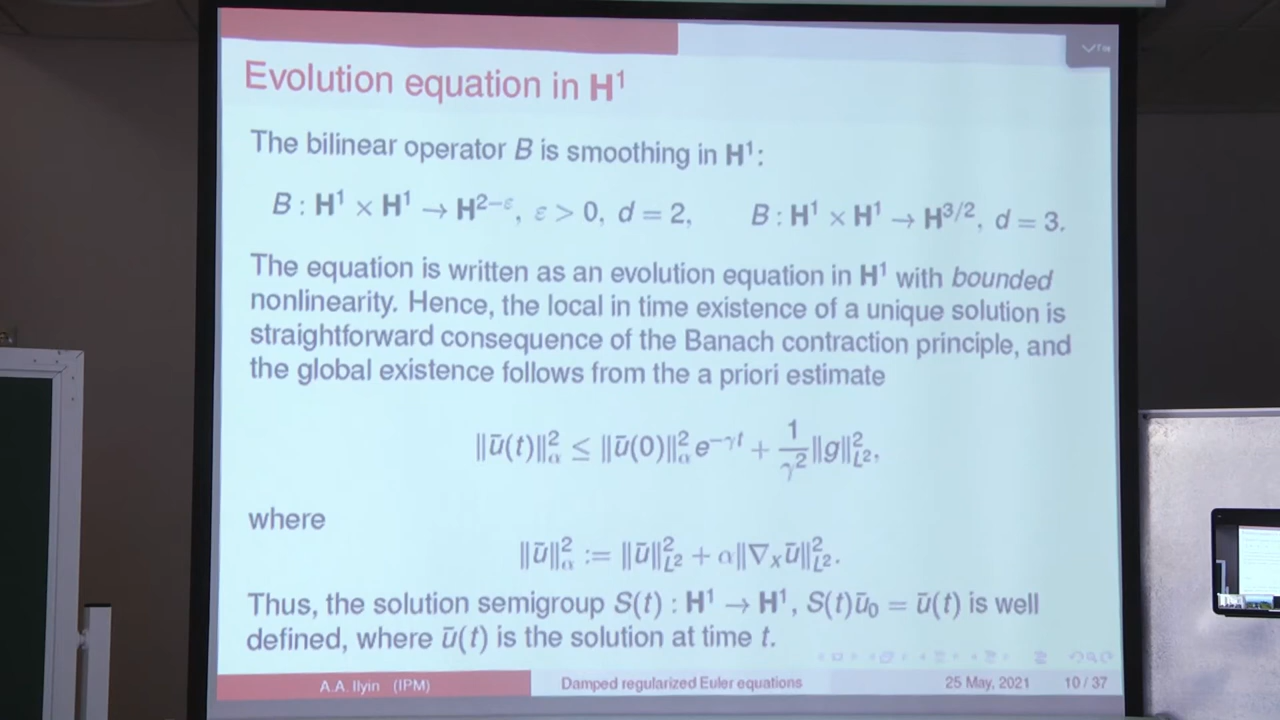 Evolution equation in H¹
The bilinear operator B is smoothing in H¹:
B : H¹ × H¹ → H²⁻ᵋ, ε > 0, d = 2, B : H¹ × H¹ → H³ᐟ², d = 3.
The equation is written as an evolution equation in H¹ with bounded
nonlinearity. Hence, the local in time existence of a unique solution is
straightforward consequence of the Banach contraction principle, and
the global existence follows from the a priori estimate
‖ū(t)‖²_α ≤ ‖ū(0)‖²_α e^{−γt} + 1/γ² ‖g‖²_{L²},
where
‖ū‖²_α := ‖ū‖²_{L²} + α‖∇ₓū‖²_{L²}.
Thus, the solution semigroup S(t) : H¹ → H¹, S(t)ū₀ = ū(t) is well
defined, where ū(t) is the solution at time t.
A.A. Ilyin (IPM) Damped regularized Euler equations 25 May, 2021 10 / 37